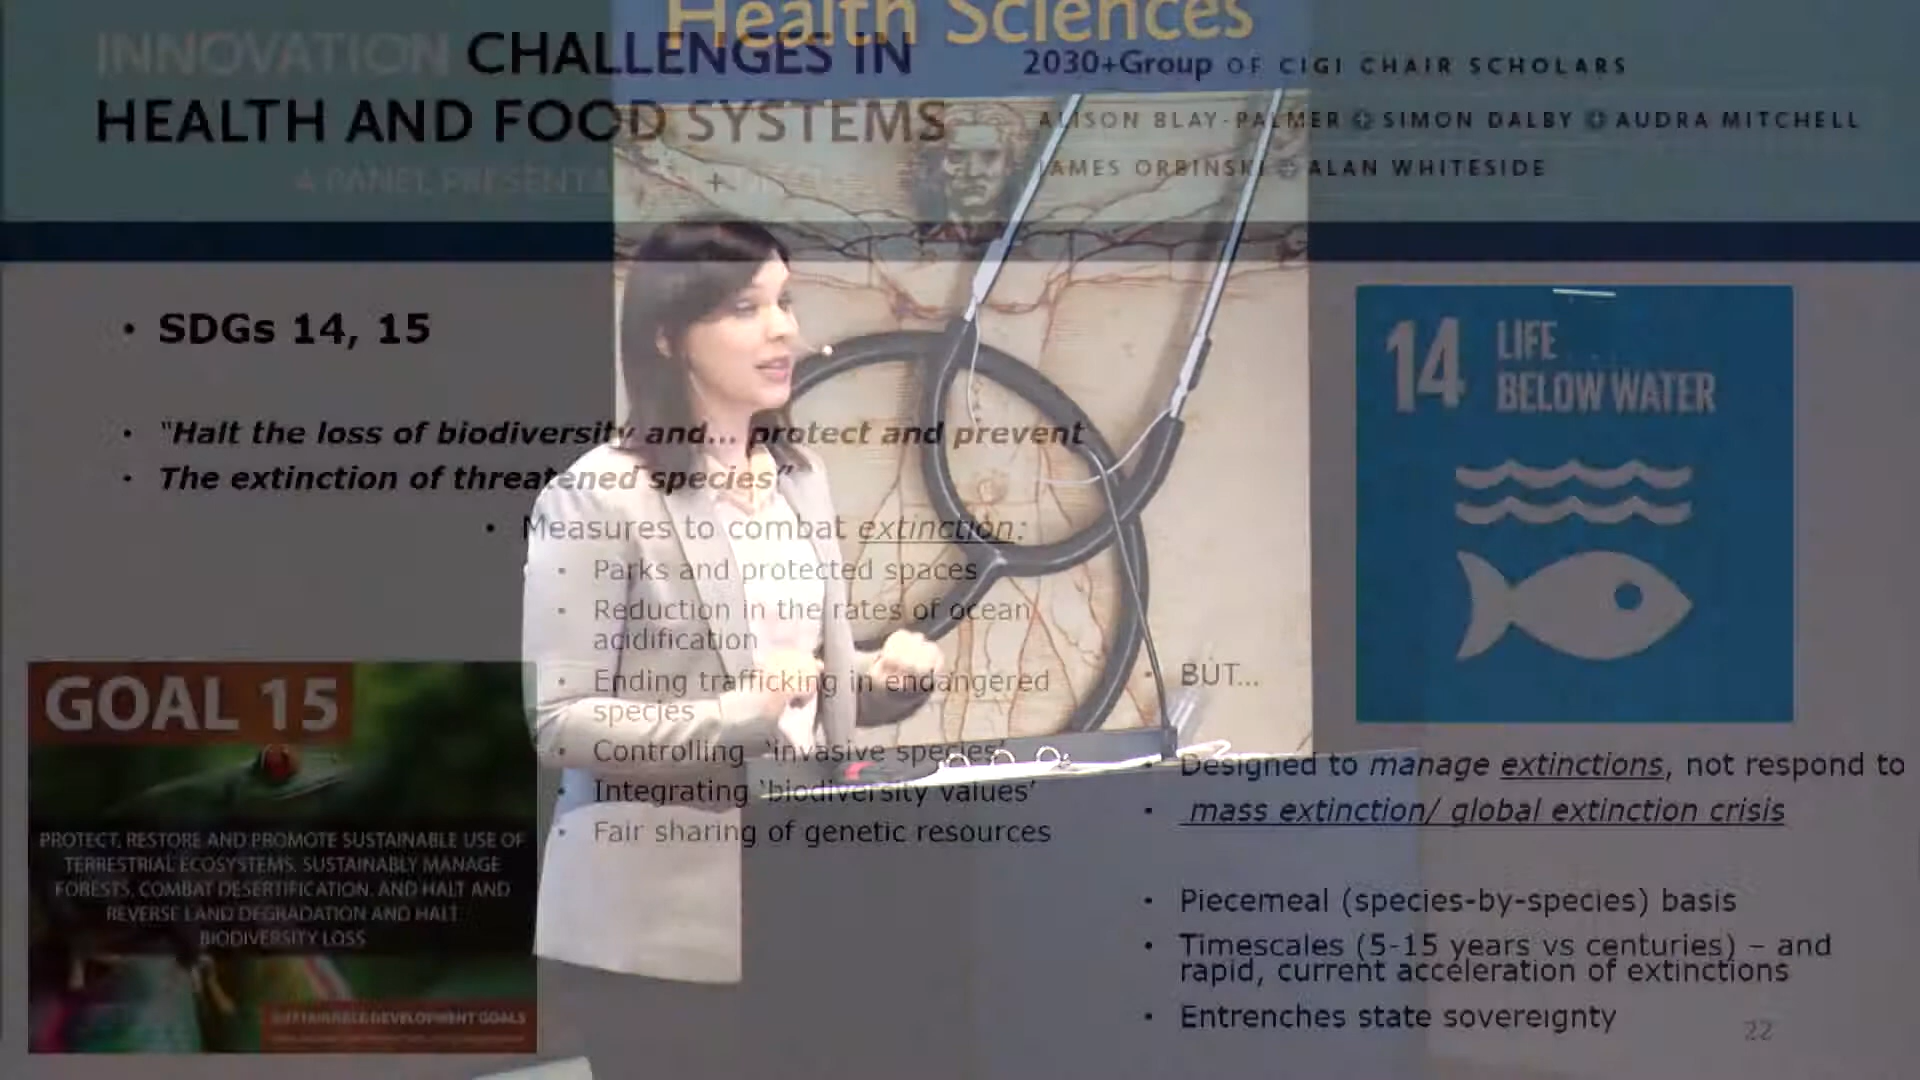 Health Sciences
INNOVATION CHALLENGES IN
HEALTH AND FOOD SYSTEMS
A PANEL
2030+Group OF CIGI CHAIR SCHOLARS
ALISON BLAY-PALMER SIMON DALBY AUDRA MITCHELL
JAMES ORBINSKI ALAN WHITESIDE
• SDGs 14, 15
• "Halt the loss of biodiversity and... protect and prevent
• The extinction of threatened species"
• Measures to combat extinction:
• Parks and protected spaces
• Reduction in the rates of ocean
acidification
• Ending trafficking in endangered
species
• Controlling 'invasive species'
• Integrating 'biodiversity values'
• Fair sharing of genetic resources
14 LIFE
BELOW WATER
GOAL 15
PROTECT, RESTORE AND PROMOTE SUSTAINABLE USE OF
TERRESTRIAL ECOSYSTEMS, SUSTAINABLY MANAGE
FORESTS, COMBAT DESERTIFICATION, AND HALT AND
REVERSE LAND DEGRADATION AND HALT
BIODIVERSITY LOSS
SUSTAINABLE DEVELOPMENT GOALS
• BUT...
• Designed to manage extinctions, not respond to
• mass extinction/ global extinction crisis
• Piecemeal (species-by-species) basis
• Timescales (5-15 years vs centuries) – and
rapid, current acceleration of extinctions
• Entrenches state sovereignty
22